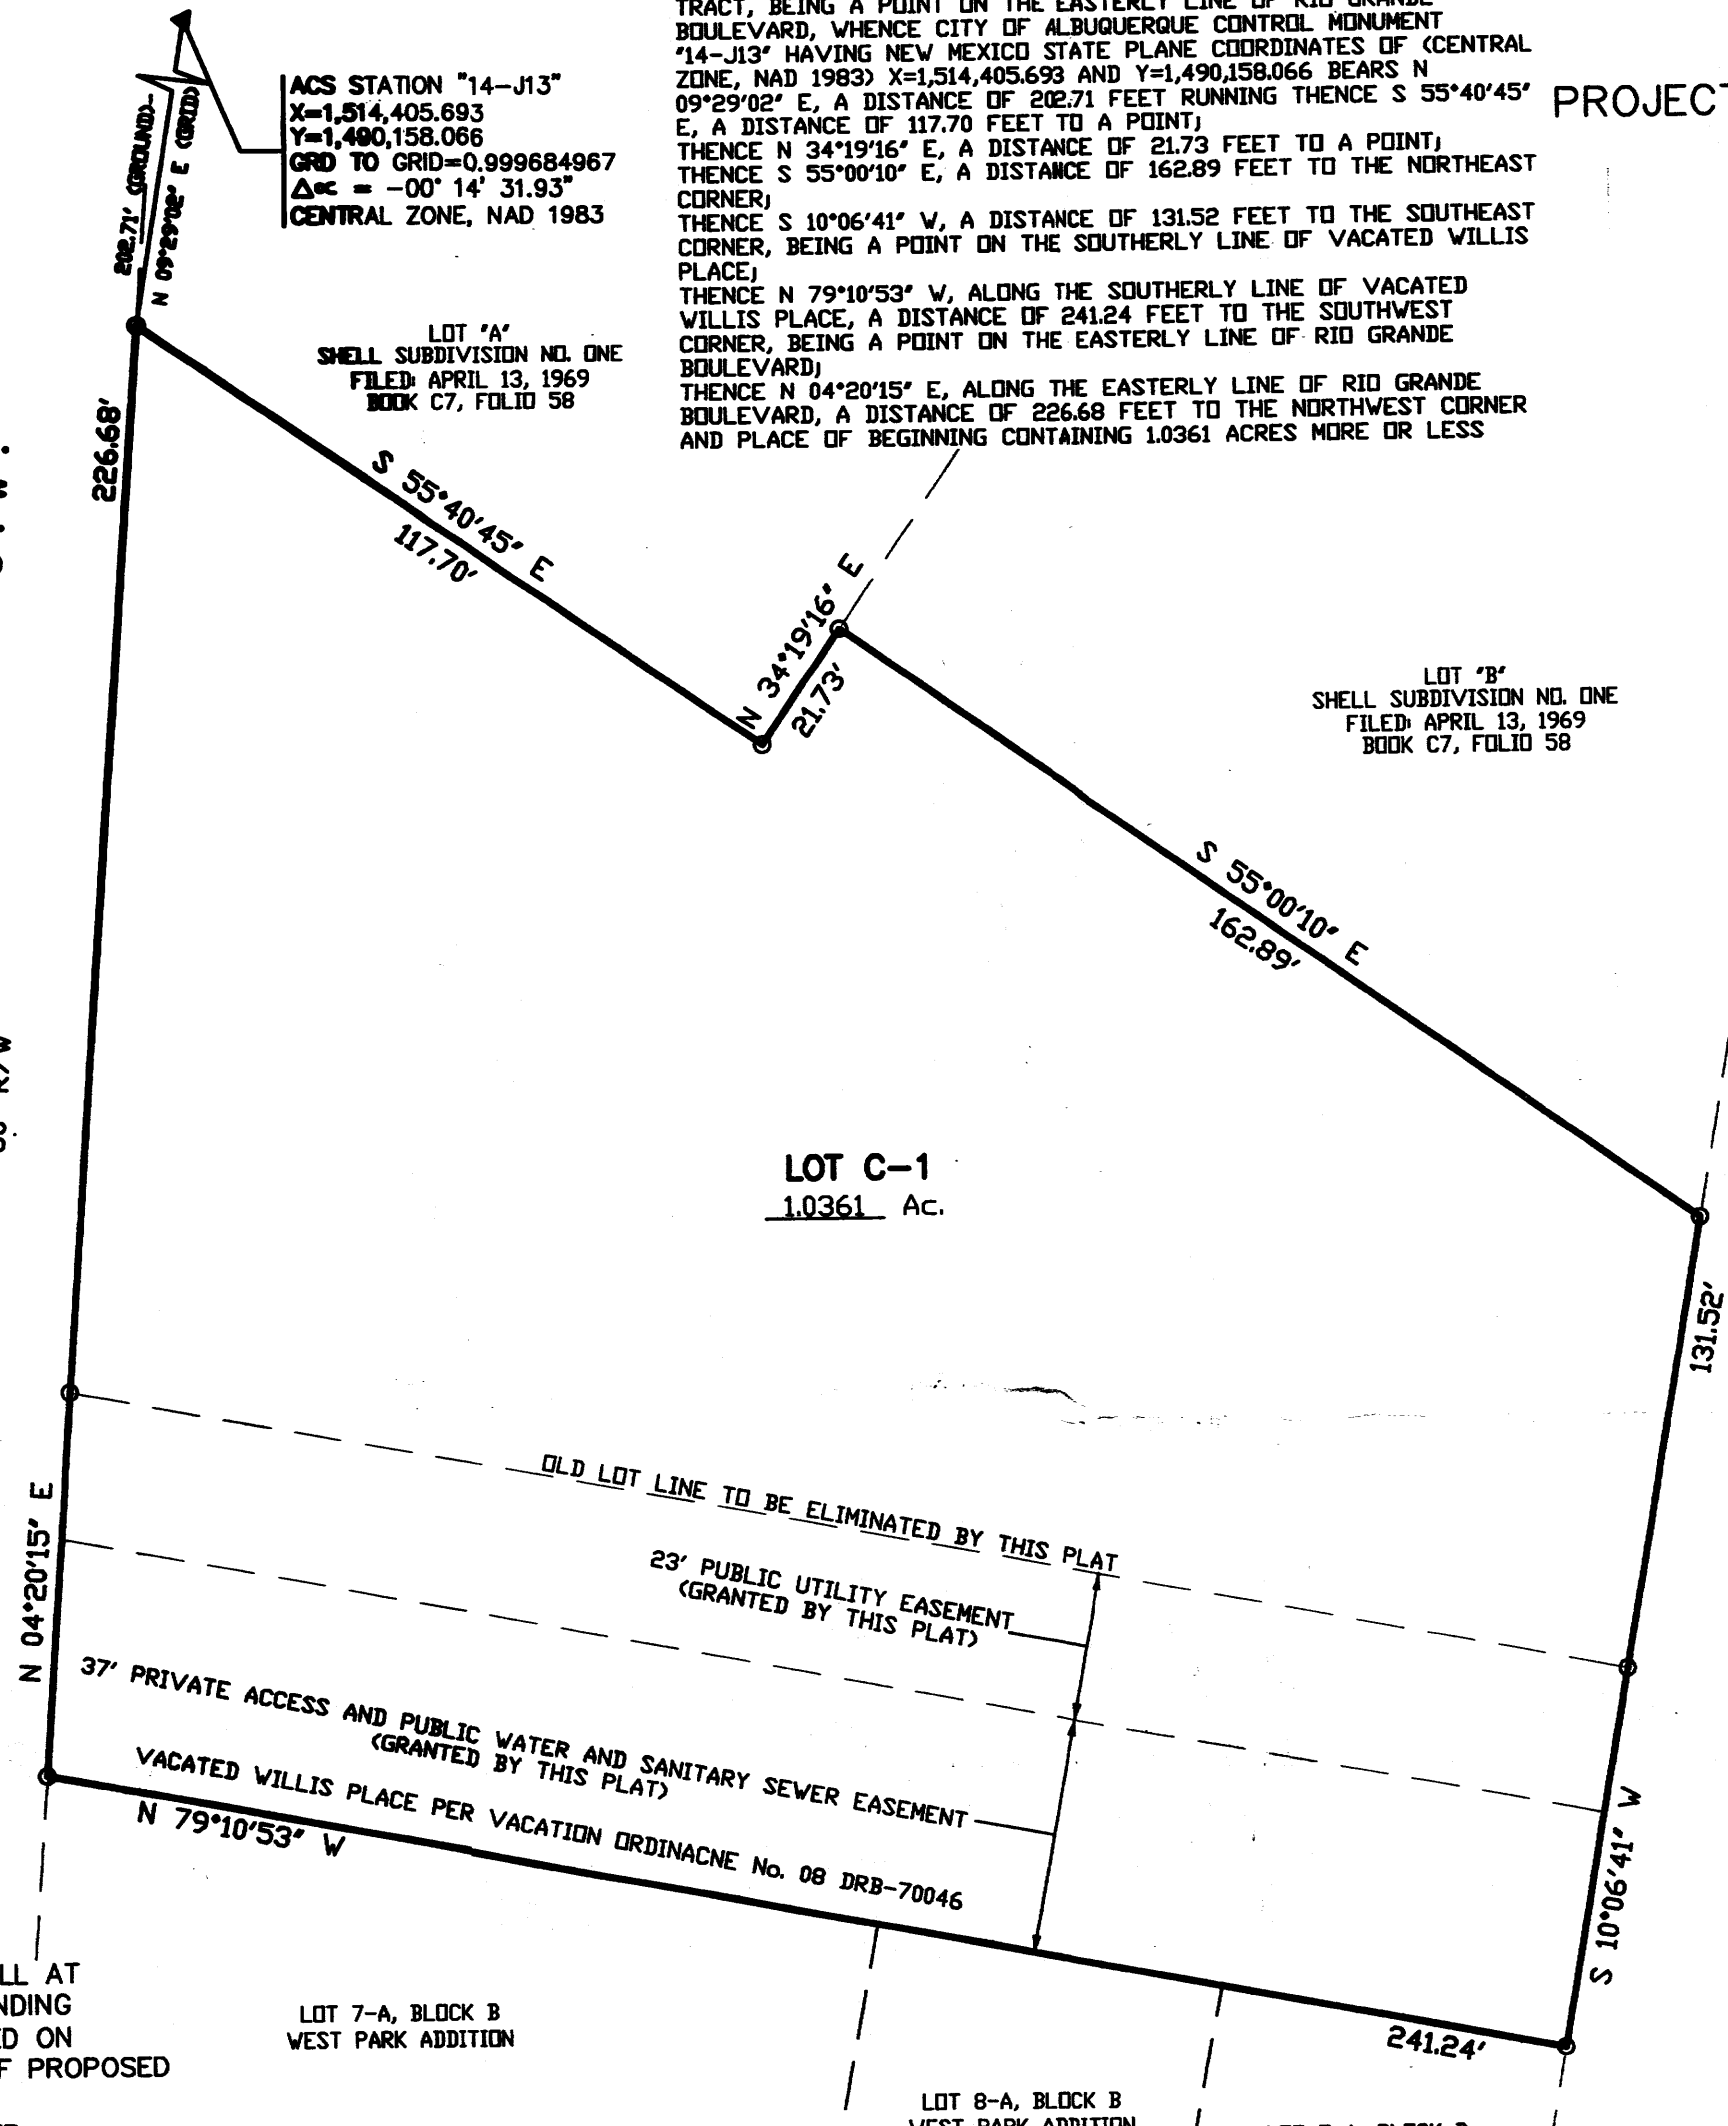 TRACT, BEING A POINT ON THE EASTERLY LINE OF RIO GRANDE
BOULEVARD, WHENCE CITY OF ALBUQUERQUE CONTROL MONUMENT
"14-J13" HAVING NEW MEXICO STATE PLANE COORDINATES OF (CENTRAL
ZONE, NAD 1983) X=1,514,405.693 AND Y=1,490,158.066 BEARS N
09°29'02" E, A DISTANCE OF 202.71 FEET RUNNING THENCE S 55°40'45"
E, A DISTANCE OF 117.70 FEET TO A POINT;
THENCE N 34°19'16" E, A DISTANCE OF 21.73 FEET TO A POINT;
THENCE S 55°00'10" E, A DISTANCE OF 162.89 FEET TO THE NORTHEAST
CORNER;
THENCE S 10°06'41" W, A DISTANCE OF 131.52 FEET TO THE SOUTHEAST
CORNER, BEING A POINT ON THE SOUTHERLY LINE OF VACATED WILLIS
PLACE;
THENCE N 79°10'53" W, ALONG THE SOUTHERLY LINE OF VACATED
WILLIS PLACE, A DISTANCE OF 241.24 FEET TO THE SOUTHWEST
CORNER, BEING A POINT ON THE EASTERLY LINE OF RIO GRANDE
BOULEVARD;
THENCE N 04°20'15" E, ALONG THE EASTERLY LINE OF RIO GRANDE
BOULEVARD, A DISTANCE OF 226.68 FEET TO THE NORTHWEST CORNER
AND PLACE OF BEGINNING CONTAINING 1.0361 ACRES MORE OR LESS
PROJECT
ACS STATION "14-J13"
X=1,514,405.693
Y=1,490,158.066
GRD TO GRID=0.999684967
Δ∝ = -00° 14' 31.93"
CENTRAL ZONE, NAD 1983
202.71' (GROUND)
N 09°29'02" E (GRID)
LOT "A"
SHELL SUBDIVISION NO. ONE
FILED: APRIL 13, 1969
BOOK C7, FOLIO 58
226.68'
S 55°40'45" E
117.70'
N 34°19'16" E
21.73'
LOT "B"
SHELL SUBDIVISION NO. ONE
FILED: APRIL 13, 1969
BOOK C7, FOLIO 58
S 55°00'10" E
162.89'
R/W
LOT C-1
1.0361 Ac.
131.52'
OLD LOT LINE TO BE ELIMINATED BY THIS PLAT
23' PUBLIC UTILITY EASEMENT
(GRANTED BY THIS PLAT)
N 04°20'15" E
37' PRIVATE ACCESS AND PUBLIC WATER AND SANITARY SEWER EASEMENT
(GRANTED BY THIS PLAT)
VACATED WILLIS PLACE PER VACATION ORDINACNE No. 08 DRB-70046
N 79°10'53" W
S 10°06'41" W
241.24'
LL AT
NDING
ED ON
F PROPOSED
LOT 7-A, BLOCK B
WEST PARK ADDITION
LOT 8-A, BLOCK B
WEST PARK ADDITION